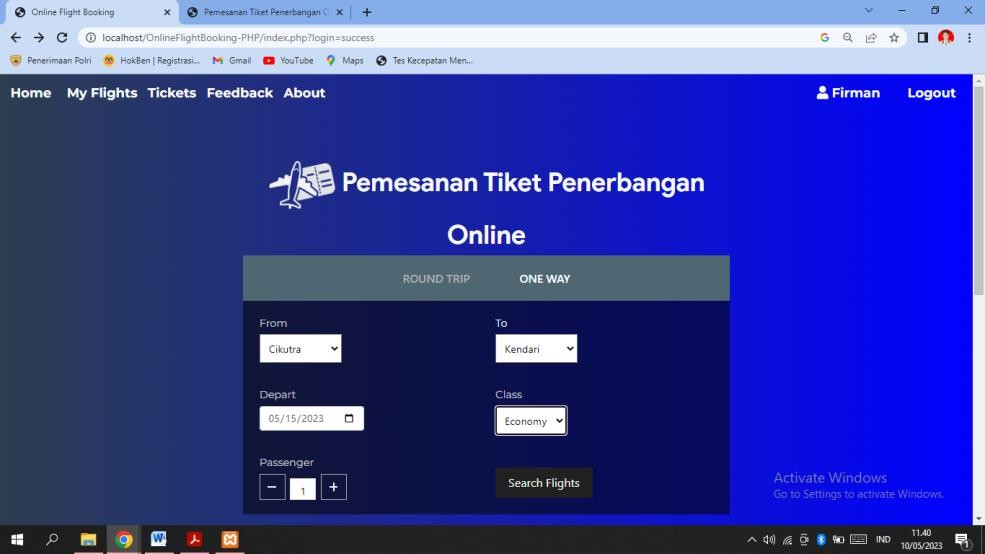 Online Flight Booking
Pemesanan Tiket Penerbangan O
localhost/OnlineFlightBooking-PHP/index.php?login=success
Penerimaan Polri
HokBen | Registrasi...
Gmail
YouTube
Maps
Tes Kecepatan Men...
Home My Flights Tickets Feedback About
Firman
Logout
Pemesanan Tiket Penerbangan
Online
ROUND TRIP ONE WAY
From
To
Cikutra
Kendari
Depart
Class
05/15/2023
Economy
Passenger
− 1 +
Search Flights
Activate Windows
Go to Settings to activate Windows.
IND
11.40
10/05/2023
1